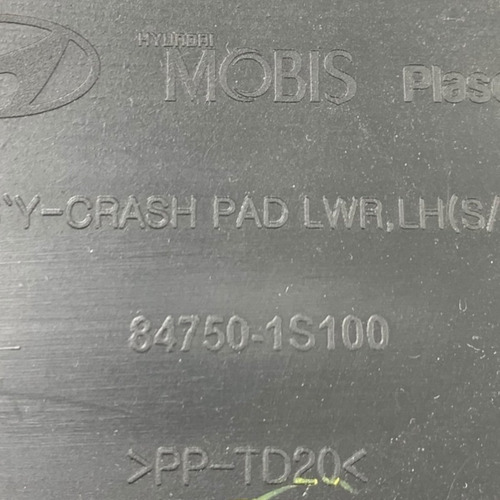 HYUNDAI
MOBIS Plas
"Y-CRASH PAD LWR,LH(S/
84750-1S100
>PP-TD20<